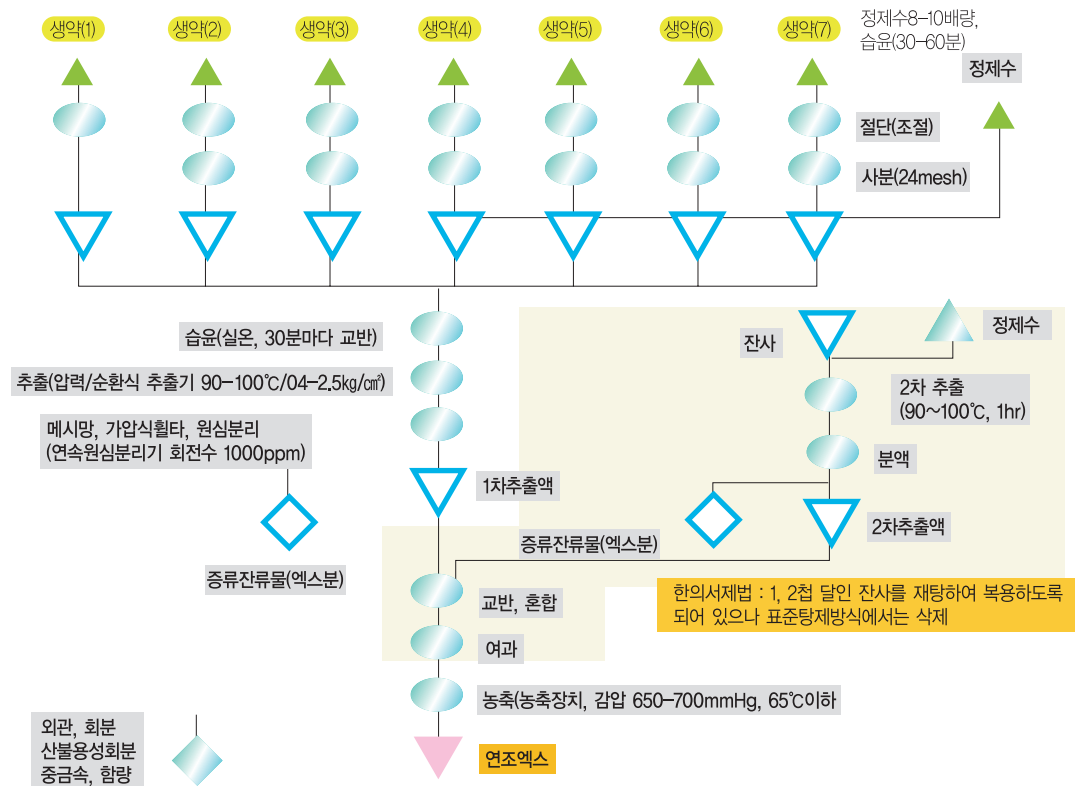 생약(1)
생약(2)
생약(3)
생약(4)
생약(5)
생약(6)
생약(7)
정제수8-10배량,
습윤(30-60분)
정제수
절단(조절)
사분(24mesh)
습윤(실온, 30분마다 교반)
추출(압력/순환식 추출기 90-100℃/04-2.5kg/㎠)
메시망, 가압식휠타, 원심분리
(연속원심분리기 회전수 1000ppm)
증류잔류물(엑스분)
1차추출액
잔사
정제수
2차 추출
(90~100℃, 1hr)
분액
2차추출액
증류잔류물(엑스분)
교반, 혼합
여과
한의서제법 : 1, 2첩 달인 잔사를 재탕하여 복용하도록
되어 있으나 표준탕제방식에서는 삭제
농축(농축장치, 감압 650-700mmHg, 65℃이하
연조엑스
외관, 회분
산불용성회분
중금속, 함량